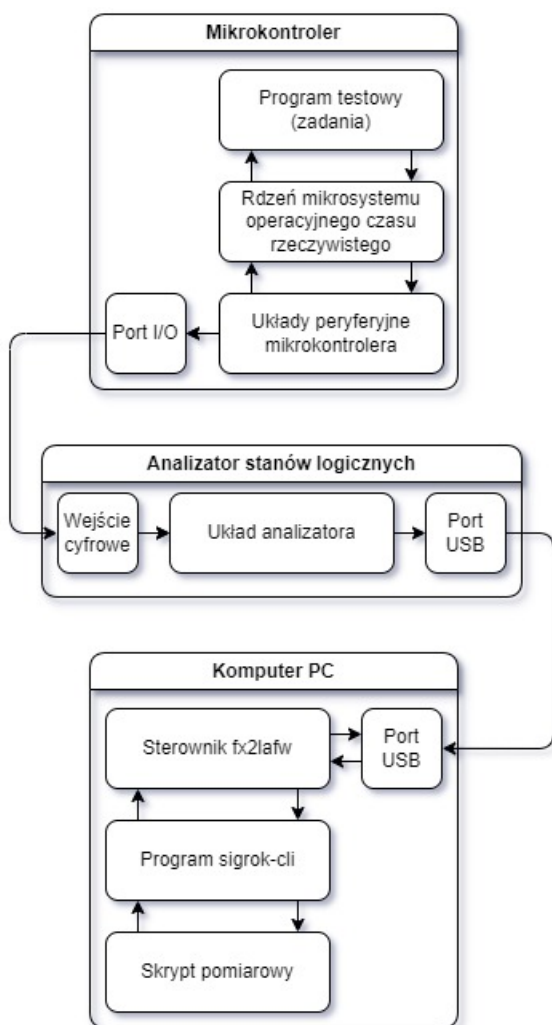 Mikrokontroler
Program testowy
(zadania)
Rdzeń mikrosystemu
operacyjnego czasu
rzeczywistego
Port I/O
Układy peryferyjne
mikrokontrolera
Analizator stanów logicznych
Wejście
cyfrowe
Układ analizatora
Port
USB
Komputer PC
Sterownik fx2lafw
Port
USB
Program sigrok-cli
Skrypt pomiarowy